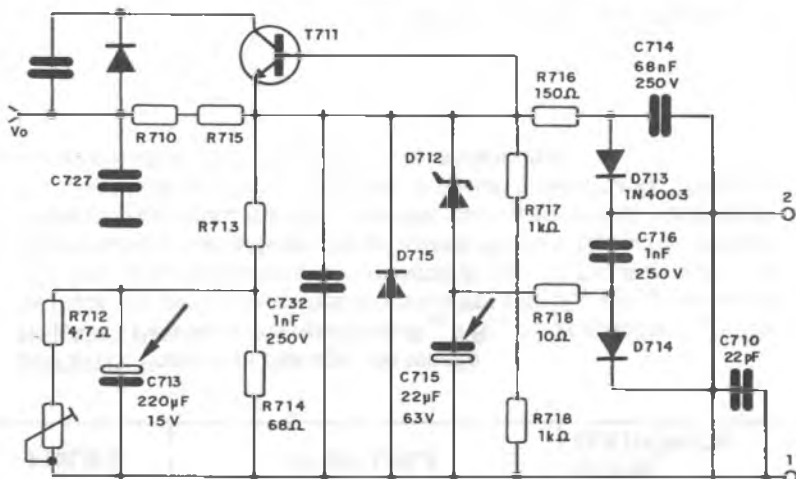 T711
C714
68nF
250V
R716
150Ω
Vo
R710
R715
D712
D713
1N4003
2
C727
R717
1kΩ
R713
C716
1nF
250V
D715
R712
4,7Ω
C732
1nF
250V
R718
10Ω
D714
C710
22pF
C713
220µF
15V
R714
68Ω
C715
22µF
63V
R718
1kΩ
1